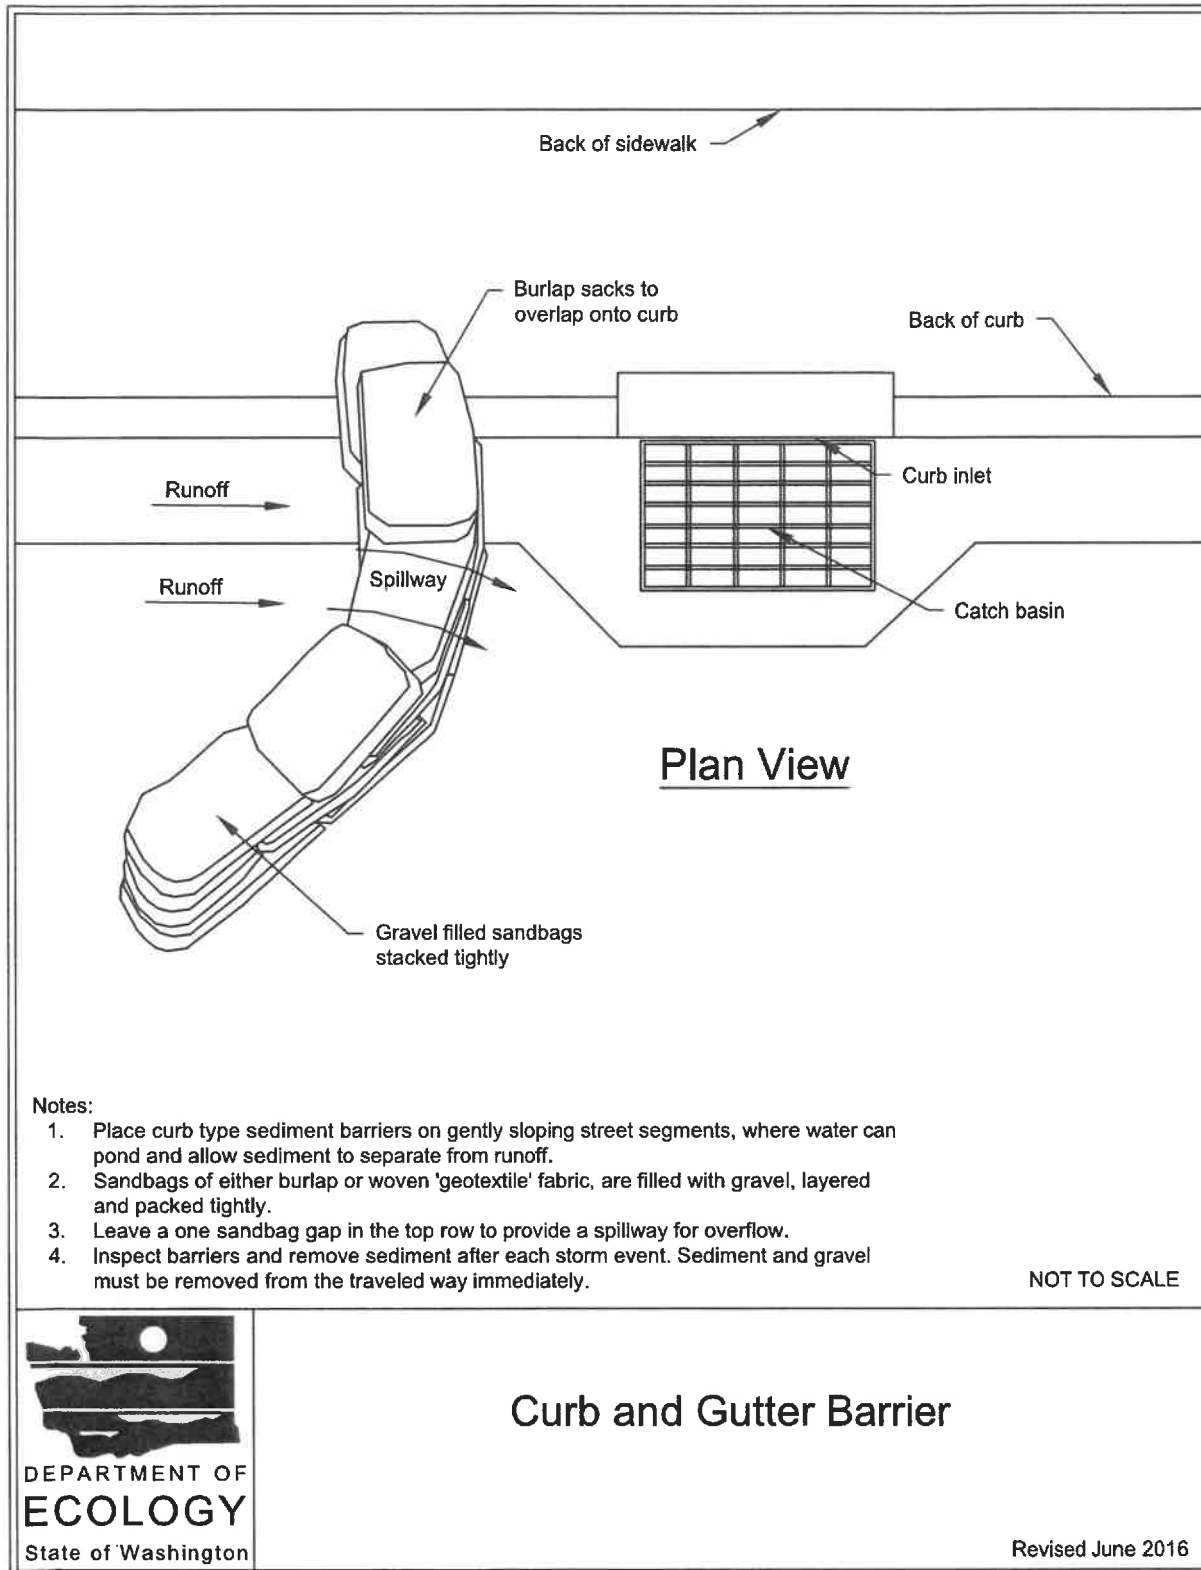 Back of sidewalk
Burlap sacks to
overlap onto curb
Back of curb
Curb inlet
Runoff
Spillway
Runoff
Catch basin
Plan View
Gravel filled sandbags
stacked tightly
Notes:
1. Place curb type sediment barriers on gently sloping street segments, where water can
pond and allow sediment to separate from runoff.
2. Sandbags of either burlap or woven 'geotextile' fabric, are filled with gravel, layered
and packed tightly.
3. Leave a one sandbag gap in the top row to provide a spillway for overflow.
4. Inspect barriers and remove sediment after each storm event. Sediment and gravel
must be removed from the traveled way immediately.
NOT TO SCALE
DEPARTMENT OF
ECOLOGY
State of Washington
Curb and Gutter Barrier
Revised June 2016